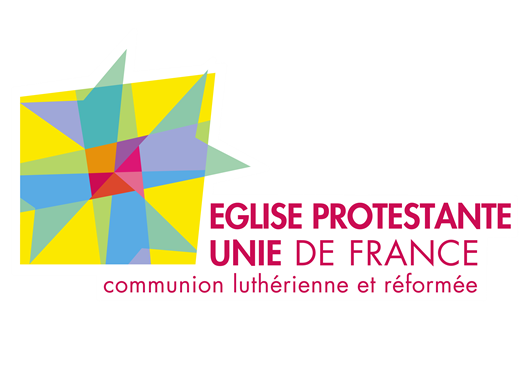 EGLISE PROTESTANTE
UNIE DE FRANCE
communion luthérienne et réformée